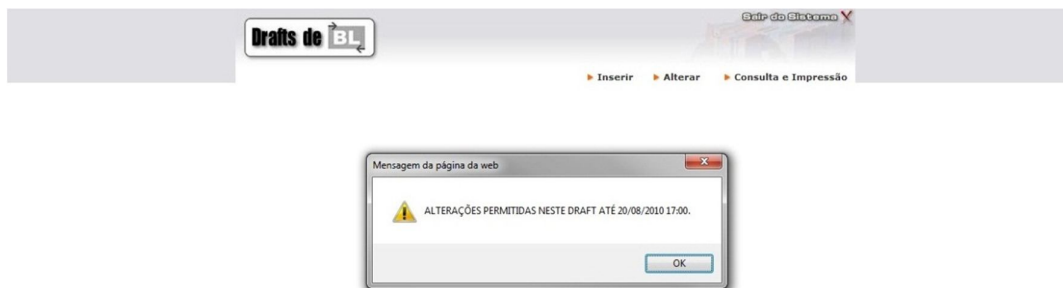 Sair do Sistema X
Drafts de BL
Inserir Alterar Consulta e Impressão
Mensagem da página da web
ALTERAÇÕES PERMITIDAS NESTE DRAFT ATÉ 20/08/2010 17:00.
OK